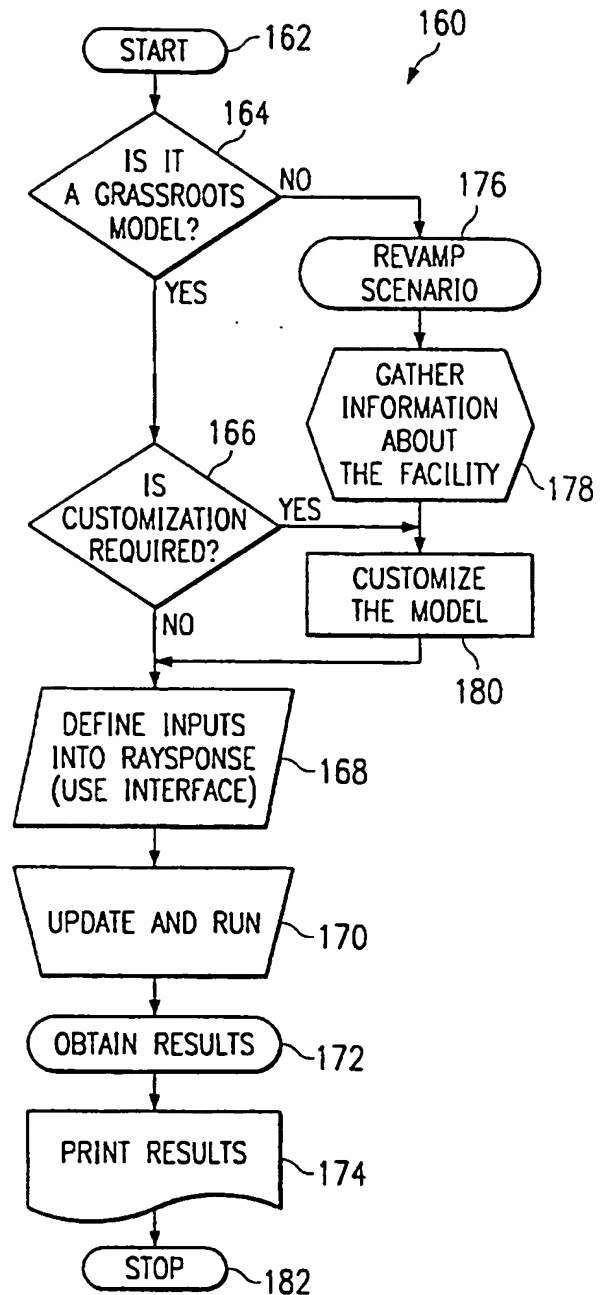 START
162
160
164
IS IT
A GRASSROOTS
MODEL?
NO
YES
176
REVAMP
SCENARIO
GATHER
INFORMATION
ABOUT
THE FACILITY
178
166
IS
CUSTOMIZATION
REQUIRED?
YES
NO
CUSTOMIZE
THE MODEL
180
DEFINE INPUTS
INTO RAYSPONSE
(USE INTERFACE)
168
UPDATE AND RUN
170
OBTAIN RESULTS
172
PRINT RESULTS
174
STOP
182